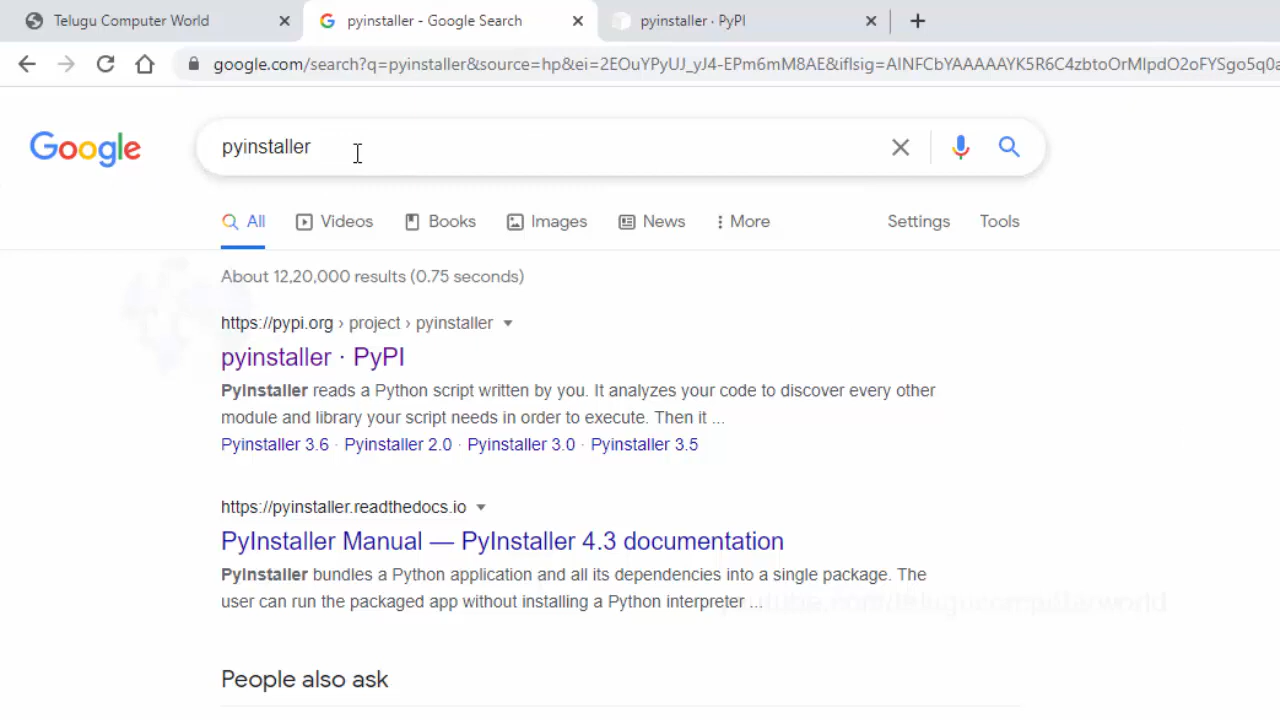 Telugu Computer World
pyinstaller - Google Search
pyinstaller · PyPI
google.com/search?q=pyinstaller&source=hp&ei=2EOuYPyUJ_yJ4-EPm6mM8AE&iflsig=AINFCbYAAAAAYK5R6C4zbtoOrMlpdO2oFYSgo5q0a
Google
pyinstaller
All Videos Books Images News More Settings Tools
About 12,20,000 results (0.75 seconds)
https://pypi.org › project › pyinstaller
pyinstaller · PyPI
PyInstaller reads a Python script written by you. It analyzes your code to discover every other
module and library your script needs in order to execute. Then it ...
Pyinstaller 3.6 · Pyinstaller 2.0 · Pyinstaller 3.0 · Pyinstaller 3.5
https://pyinstaller.readthedocs.io
PyInstaller Manual — PyInstaller 4.3 documentation
PyInstaller bundles a Python application and all its dependencies into a single package. The
user can run the packaged app without installing a Python interpreter ...
People also ask